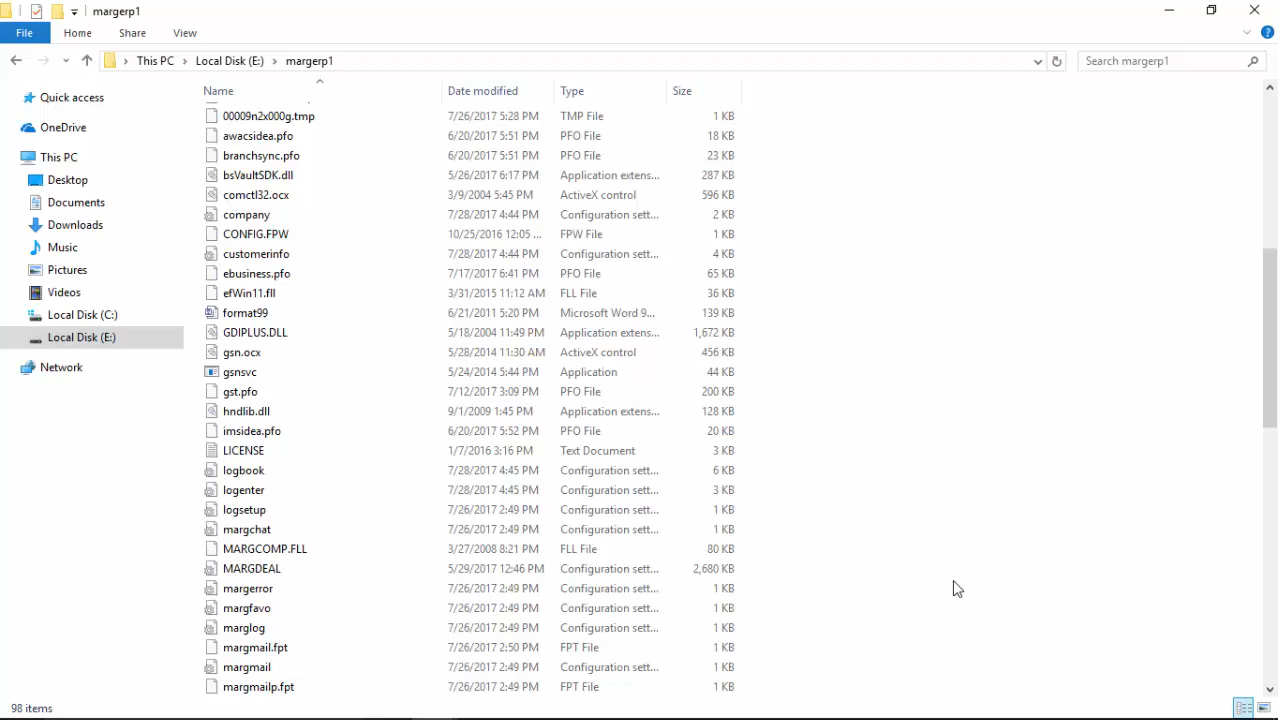 margerp1
File Home Share View
This PC Local Disk (E:) margerp1 Search margerp1
Name Date modified Type Size
Quick access
OneDrive
This PC
Desktop
Documents
Downloads
Music
Pictures
Videos
Local Disk (C:)
Local Disk (E:)
Network
00009n2x000g.tmp 7/26/2017 5:28 PM TMP File 1 KB
awacsidea.pfo 6/20/2017 5:51 PM PFO File 18 KB
branchsync.pfo 6/20/2017 5:51 PM PFO File 23 KB
bsVaultSDK.dll 5/26/2017 6:17 PM Application extens... 287 KB
comctl32.ocx 3/9/2004 5:45 PM ActiveX control 596 KB
company 7/28/2017 4:44 PM Configuration sett... 2 KB
CONFIG.FPW 10/25/2016 12:05 ... FPW File 1 KB
customerinfo 7/28/2017 4:44 PM Configuration sett... 4 KB
ebusiness.pfo 7/17/2017 6:41 PM PFO File 65 KB
efWin11.fll 3/31/2015 11:12 AM FLL File 36 KB
format99 6/21/2011 5:20 PM Microsoft Word 9... 139 KB
GDIPLUS.DLL 5/18/2004 11:49 PM Application extens... 1,672 KB
gsn.ocx 5/28/2014 11:30 AM ActiveX control 456 KB
gsnsvc 5/24/2014 5:44 PM Application 44 KB
gst.pfo 7/12/2017 3:09 PM PFO File 200 KB
hndlib.dll 9/1/2009 1:45 PM Application extens... 128 KB
imsidea.pfo 6/20/2017 5:52 PM PFO File 20 KB
LICENSE 1/7/2016 3:16 PM Text Document 3 KB
logbook 7/28/2017 4:45 PM Configuration sett... 6 KB
logenter 7/28/2017 4:45 PM Configuration sett... 3 KB
logsetup 7/26/2017 2:49 PM Configuration sett... 1 KB
margchat 7/26/2017 2:49 PM Configuration sett... 1 KB
MARGCOMP.FLL 3/27/2008 8:21 PM FLL File 80 KB
MARGDEAL 5/29/2017 12:46 PM Configuration sett... 2,680 KB
margerror 7/26/2017 2:49 PM Configuration sett... 1 KB
margfavo 7/26/2017 2:49 PM Configuration sett... 1 KB
marglog 7/26/2017 2:49 PM Configuration sett... 1 KB
margmail.fpt 7/26/2017 2:50 PM FPT File 1 KB
margmail 7/26/2017 2:49 PM Configuration sett... 1 KB
margmailp.fpt 7/26/2017 2:49 PM FPT File 1 KB
98 items